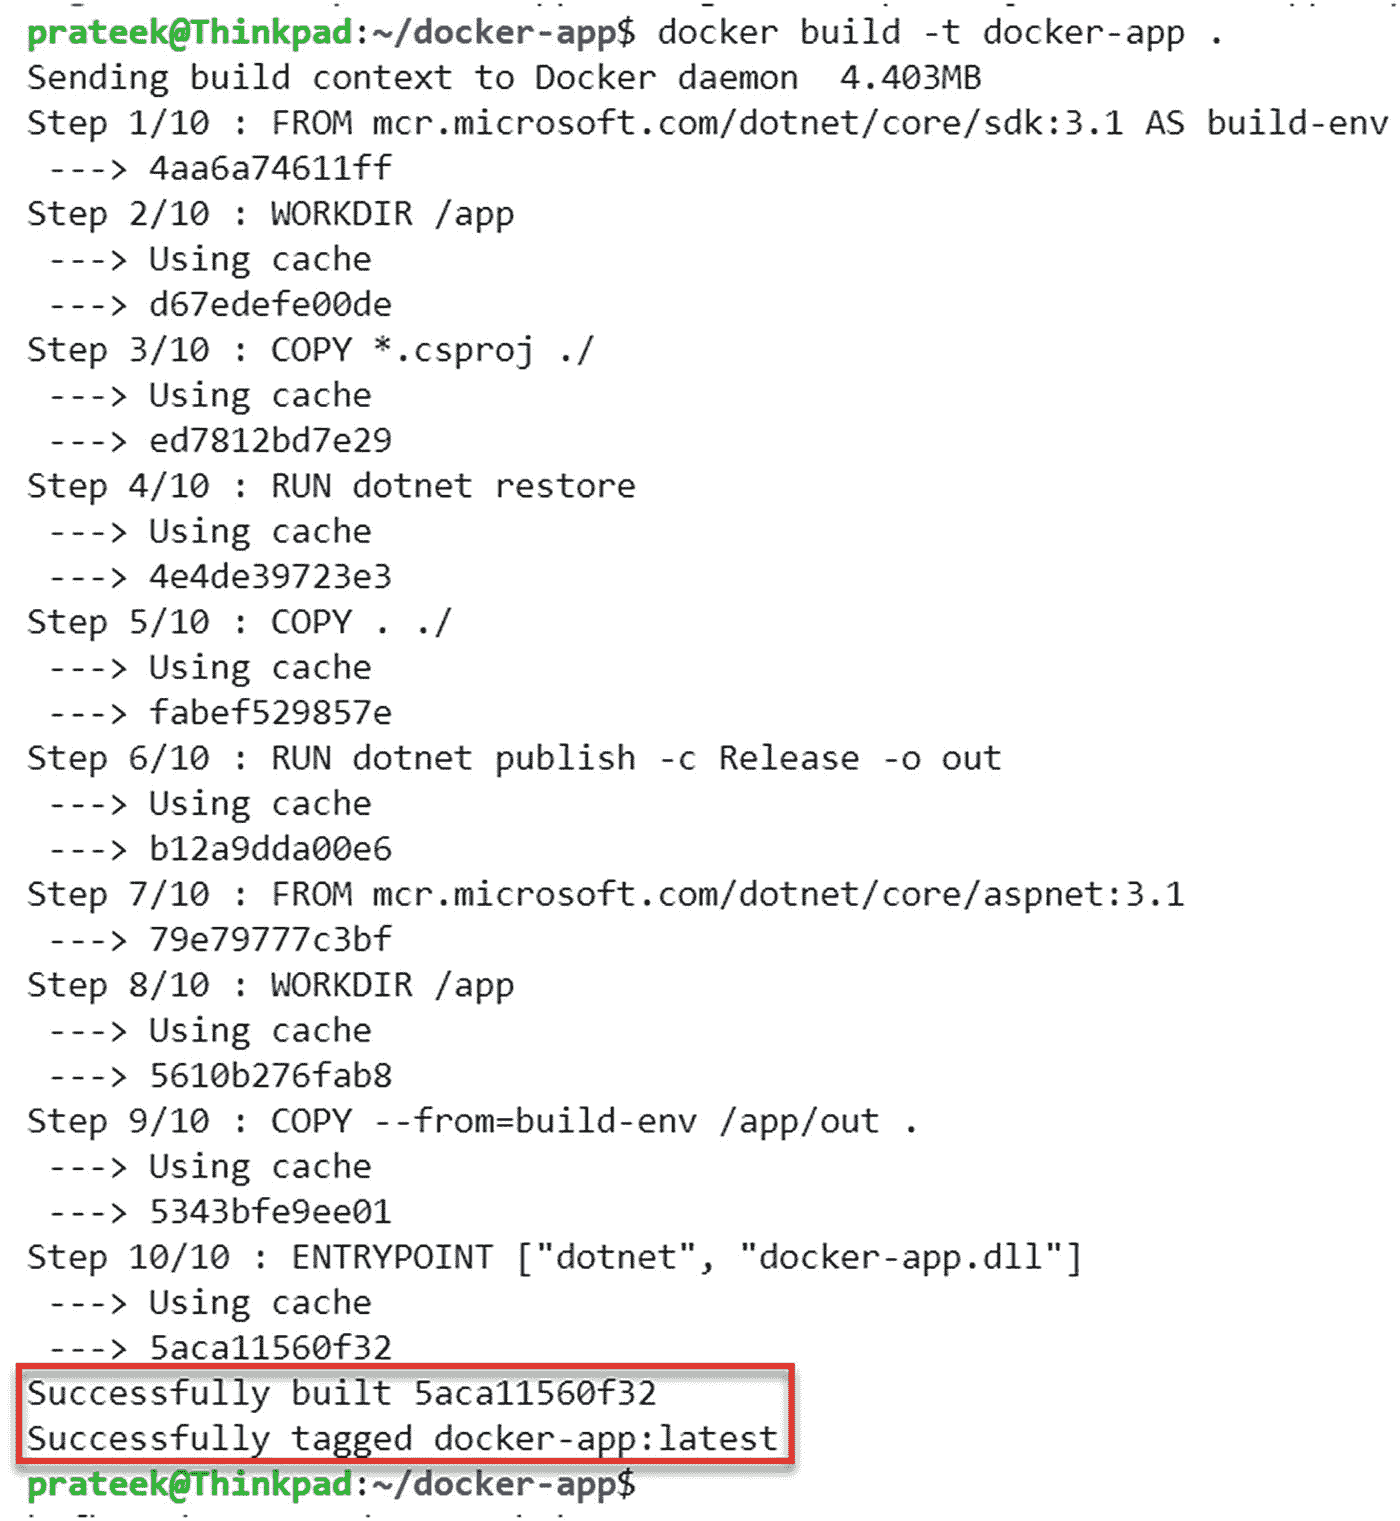 prateek@Thinkpad:~/docker-app$ docker build -t docker-app .
Sending build context to Docker daemon  4.403MB
Step 1/10 : FROM mcr.microsoft.com/dotnet/core/sdk:3.1 AS build-env
 ---> 4aa6a74611ff
Step 2/10 : WORKDIR /app
 ---> Using cache
 ---> d67edefe00de
Step 3/10 : COPY *.csproj ./
 ---> Using cache
 ---> ed7812bd7e29
Step 4/10 : RUN dotnet restore
 ---> Using cache
 ---> 4e4de39723e3
Step 5/10 : COPY . ./
 ---> Using cache
 ---> fabef529857e
Step 6/10 : RUN dotnet publish -c Release -o out
 ---> Using cache
 ---> b12a9dda00e6
Step 7/10 : FROM mcr.microsoft.com/dotnet/core/aspnet:3.1
 ---> 79e79777c3bf
Step 8/10 : WORKDIR /app
 ---> Using cache
 ---> 5610b276fab8
Step 9/10 : COPY --from=build-env /app/out .
 ---> Using cache
 ---> 5343bfe9ee01
Step 10/10 : ENTRYPOINT ["dotnet", "docker-app.dll"]
 ---> Using cache
 ---> 5aca11560f32
Successfully built 5aca11560f32
Successfully tagged docker-app:latest
prateek@Thinkpad:~/docker-app$